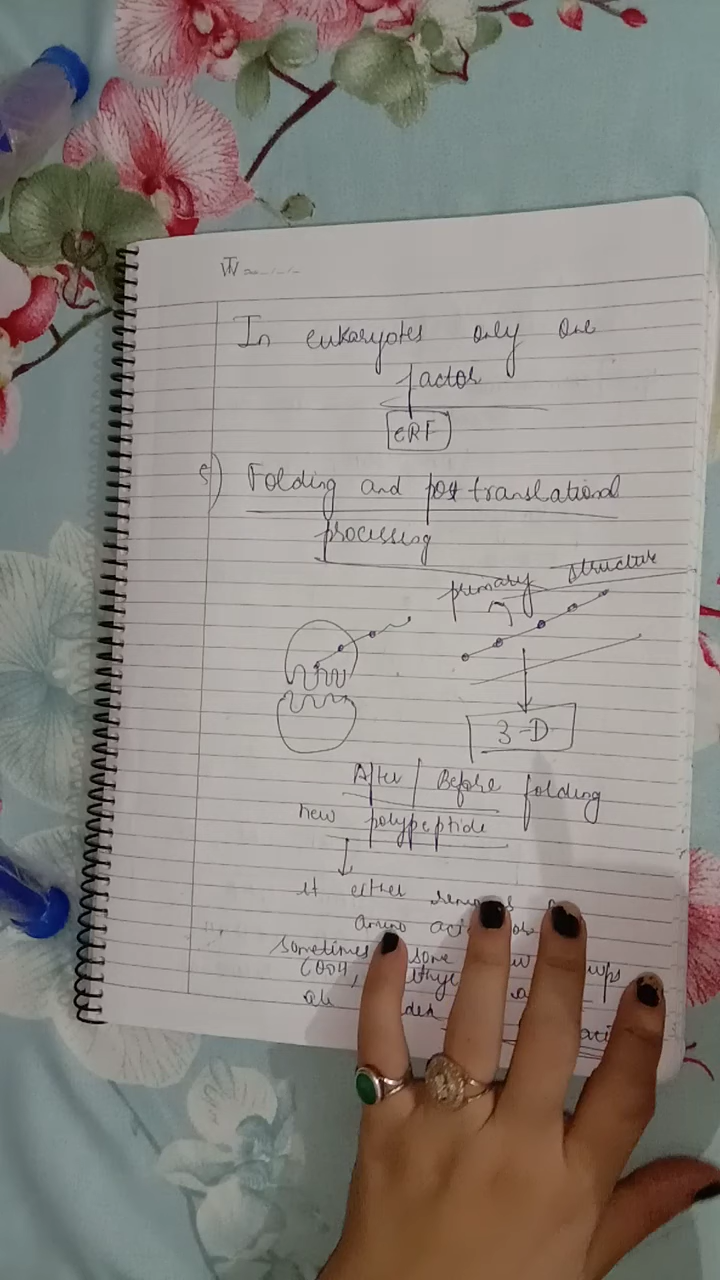 In eukaryotes only one
factor
eRF
5) Folding and post translational
processing
primary structure
3-D
After / Before folding
new polypeptide
it either
amino
sometimes some
COOH,